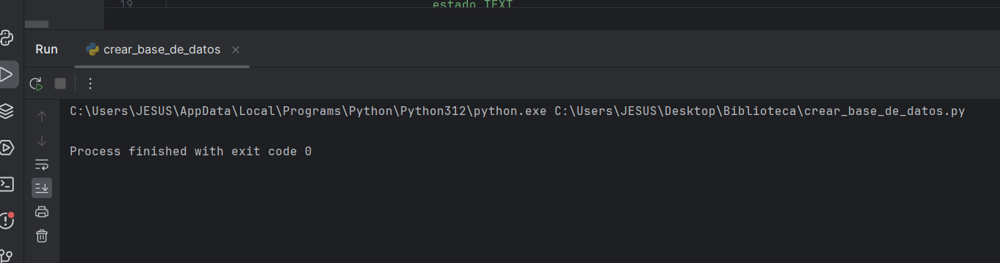 19 estado TEXT
Run crear_base_de_datos
C:\Users\JESUS\AppData\Local\Programs\Python\Python312\python.exe C:\Users\JESUS\Desktop\Biblioteca\crear_base_de_datos.py
Process finished with exit code 0